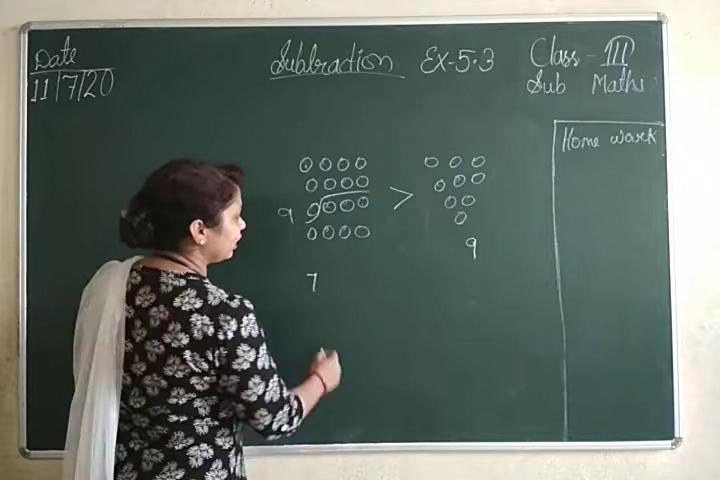 Date
11/7/20
Subtraction Ex-5.3
Class - III
Sub Maths
Home work
9 >
9
7